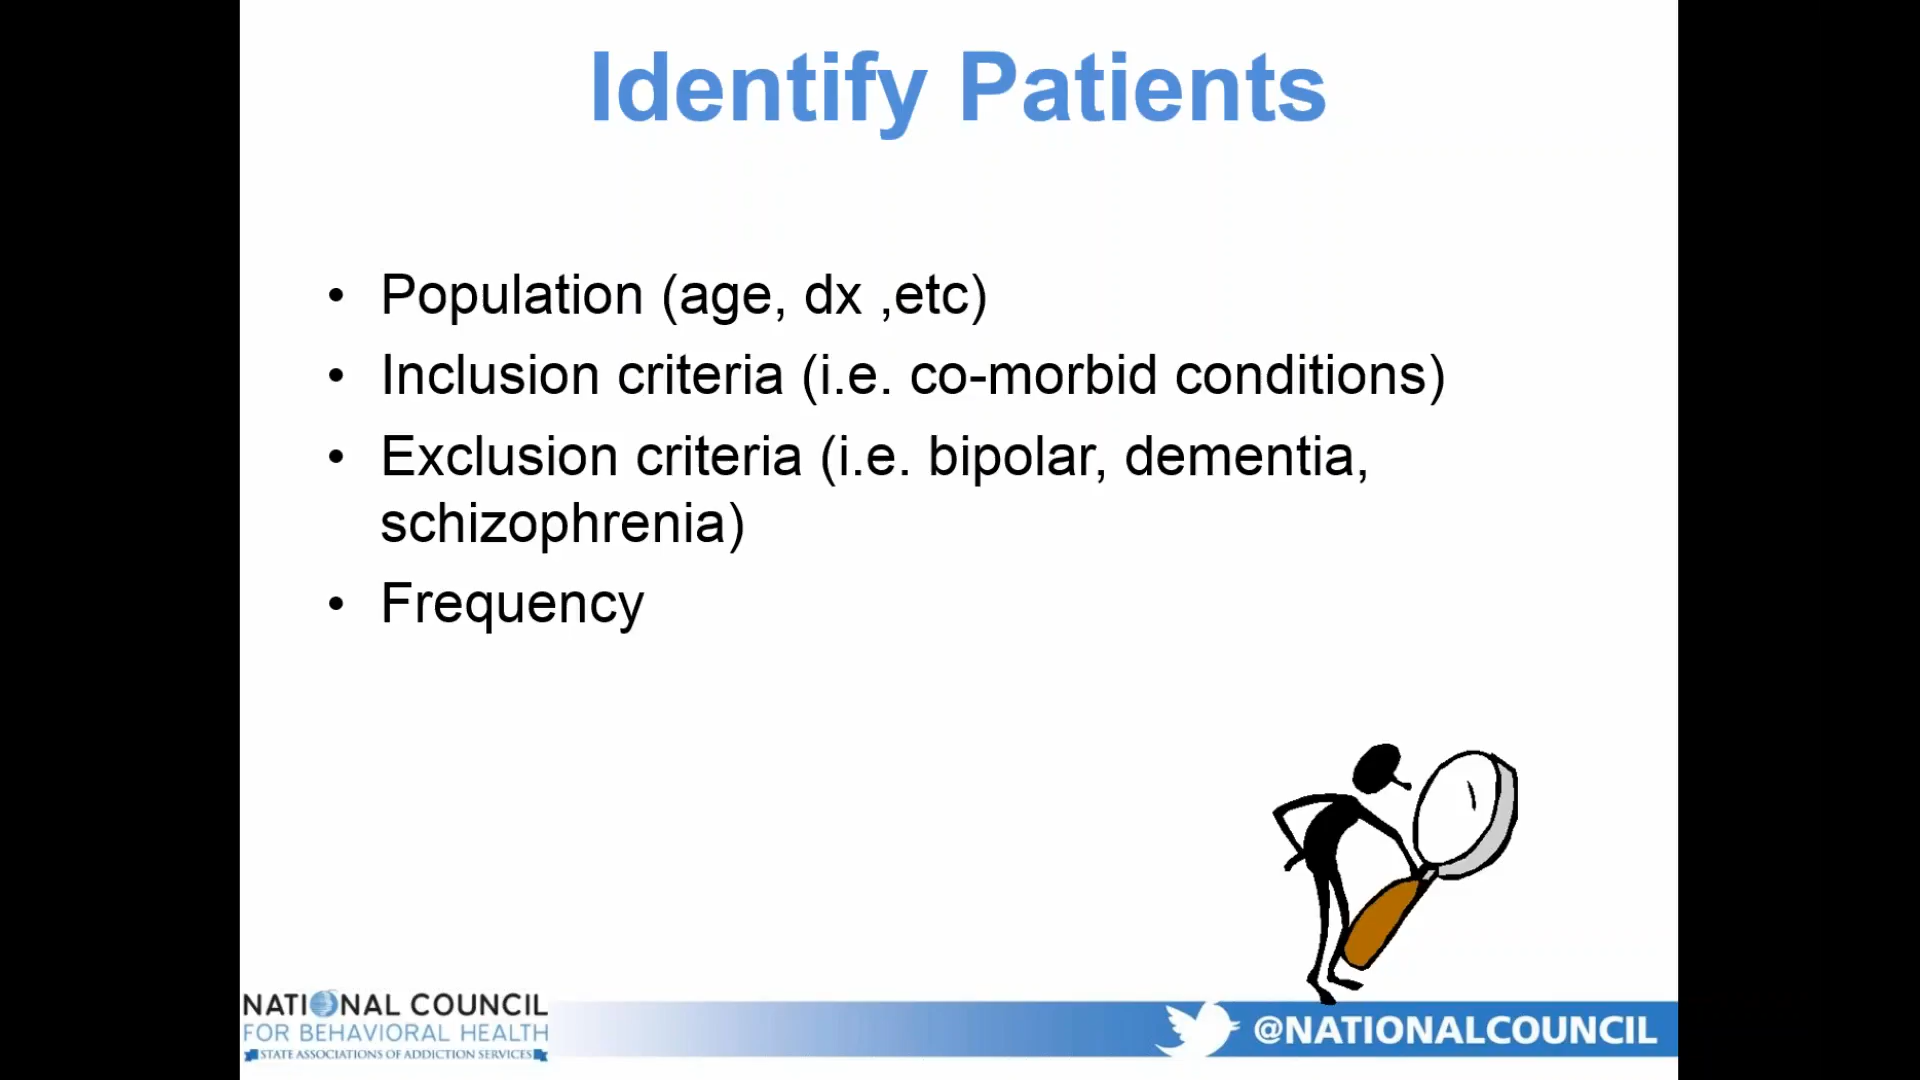 Identify Patients
• Population (age, dx ,etc)
• Inclusion criteria (i.e. co-morbid conditions)
• Exclusion criteria (i.e. bipolar, dementia,
schizophrenia)
• Frequency
NATIONAL COUNCIL
FOR BEHAVIORAL HEALTH
STATE ASSOCIATIONS OF ADDICTION SERVICES
@NATIONALCOUNCIL